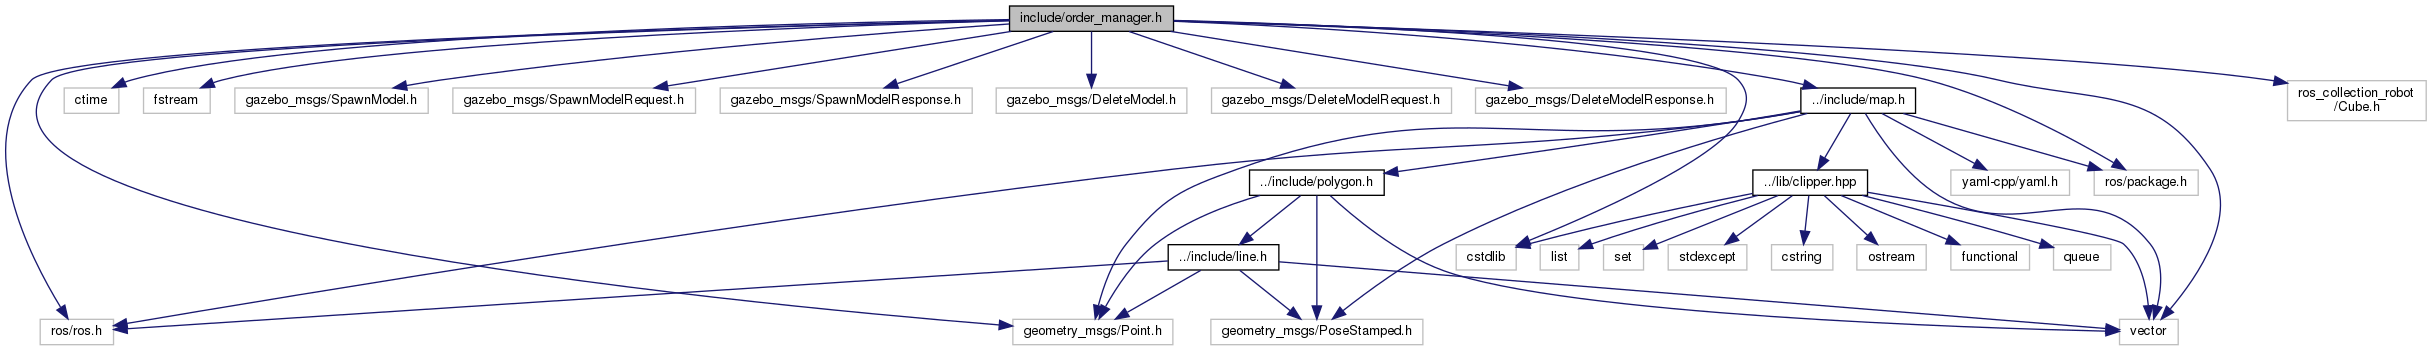 include/order_manager.h
ctime
fstream
gazebo_msgs/SpawnModel.h
gazebo_msgs/SpawnModelRequest.h
gazebo_msgs/SpawnModelResponse.h
gazebo_msgs/DeleteModel.h
gazebo_msgs/DeleteModelRequest.h
gazebo_msgs/DeleteModelResponse.h
../include/map.h
ros_collection_robot
/Cube.h
../include/polygon.h
../lib/clipper.hpp
yaml-cpp/yaml.h
ros/package.h
../include/line.h
cstdlib
list
set
stdexcept
cstring
ostream
functional
queue
ros/ros.h
geometry_msgs/Point.h
geometry_msgs/PoseStamped.h
vector